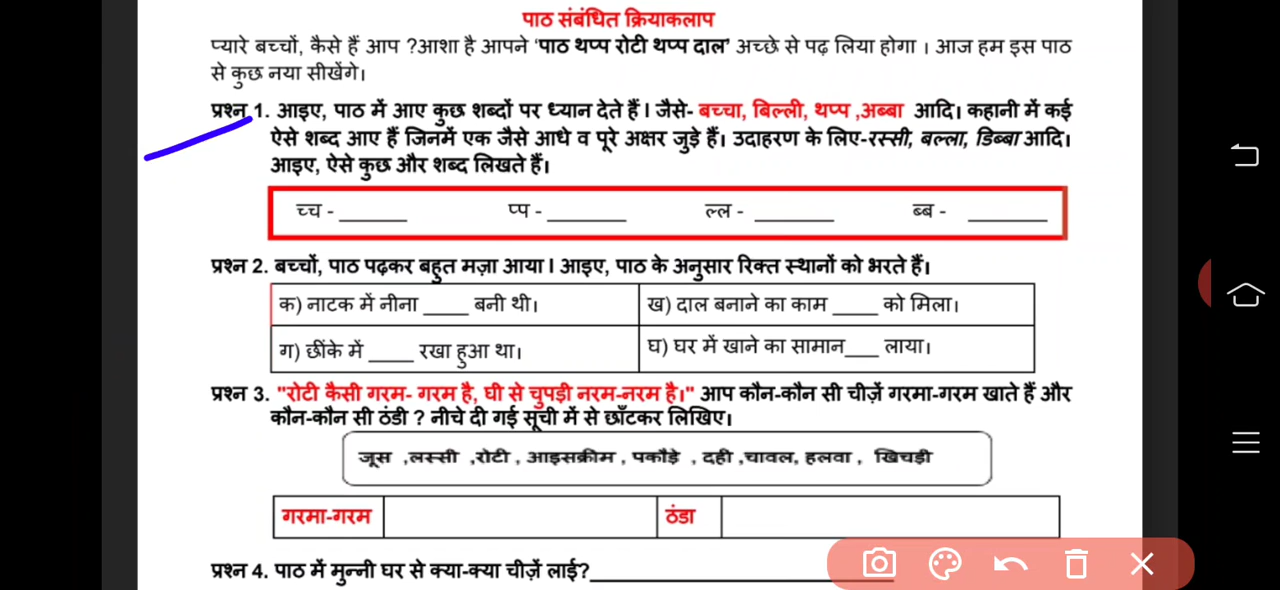 पाठ संबंधित क्रियाकलाप
प्यारे बच्चों, कैसे हैं आप ?आशा है आपने 'पाठ थप्प रोटी थप्प दाल' अच्छे से पढ़ लिया होगा । आज हम इस पाठ
से कुछ नया सीखेंगे।
प्रश्न 1. आइए, पाठ में आए कुछ शब्दों पर ध्यान देते हैं । जैसे- बच्चा, बिल्ली, थप्प ,अब्बा आदि। कहानी में कई
ऐसे शब्द आए हैं जिनमें एक जैसे आधे व पूरे अक्षर जुड़े हैं। उदाहरण के लिए-रस्सी, बल्ला, डिब्बा आदि।
आइए, ऐसे कुछ और शब्द लिखते हैं।
च्च - ______ प्प - ______ ल्ल - ______ ब्ब - ______
प्रश्न 2. बच्चों, पाठ पढ़कर बहुत मज़ा आया । आइए, पाठ के अनुसार रिक्त स्थानों को भरते हैं।
क) नाटक में नीना ____ बनी थी। ख) दाल बनाने का काम ____ को मिला।
ग) छींके में ____ रखा हुआ था। घ) घर में खाने का सामान___ लाया।
प्रश्न 3. "रोटी कैसी गरम- गरम है, घी से चुपड़ी नरम-नरम है।" आप कौन-कौन सी चीज़ें गरमा-गरम खाते हैं और
कौन-कौन सी ठंडी ? नीचे दी गई सूची में से छाँटकर लिखिए।
जूस ,लस्सी ,रोटी , आइसक्रीम , पकौड़े , दही ,चावल, हलवा , खिचड़ी
गरमा-गरम ठंडा
प्रश्न 4. पाठ में मुन्नी घर से क्या-क्या चीज़ें लाई?______